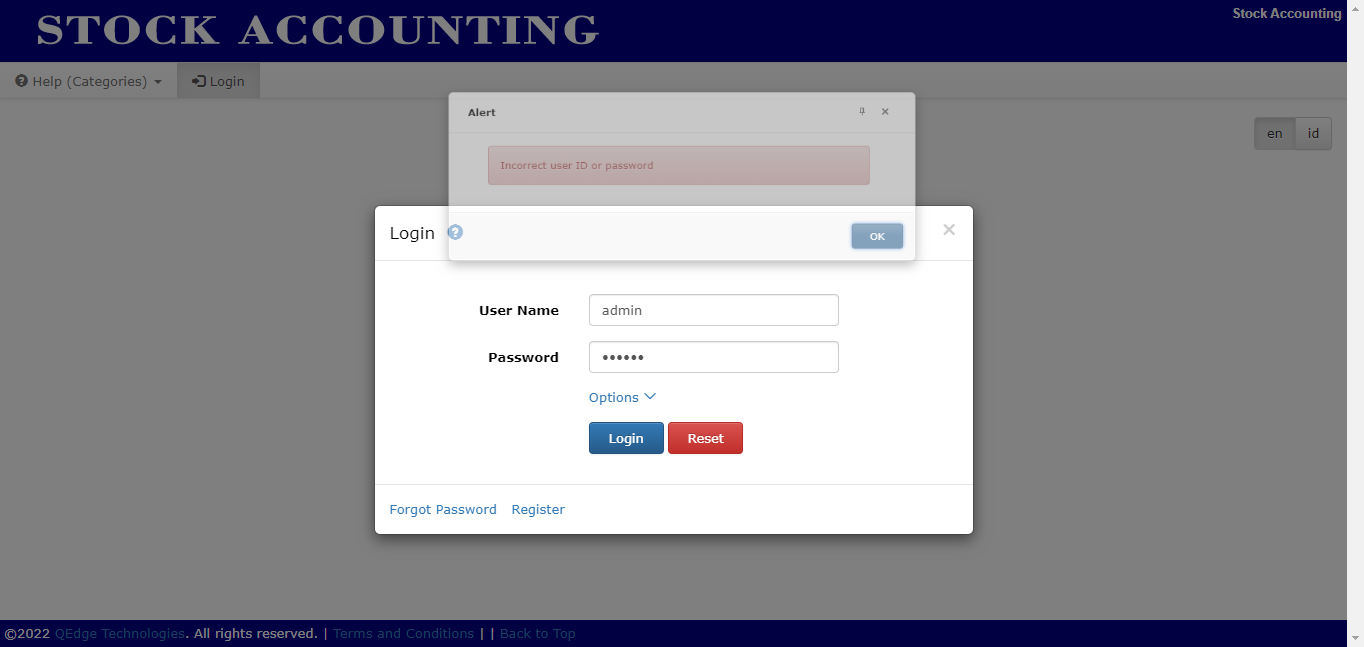 STOCK ACCOUNTING
Stock Accounting
Help (Categories)
Login
Alert
en id
Incorrect user ID or password
Login
OK
User Name admin
Password ••••••
Options
Login Reset
Forgot Password Register
©2022 QEdge Technologies. All rights reserved. | Terms and Conditions | | Back to Top